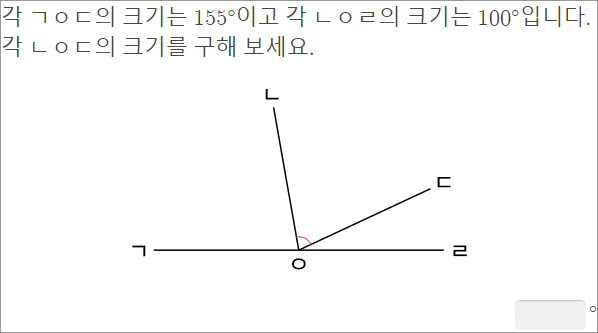 각 ㄱㅇㄷ의 크기는 155°이고 각 ㄴㅇㄹ의 크기는 100°입니다.
각 ㄴㅇㄷ의 크기를 구해 보세요.
ㄴ
ㄷ
ㄱ
ㄹ
ㅇ
°